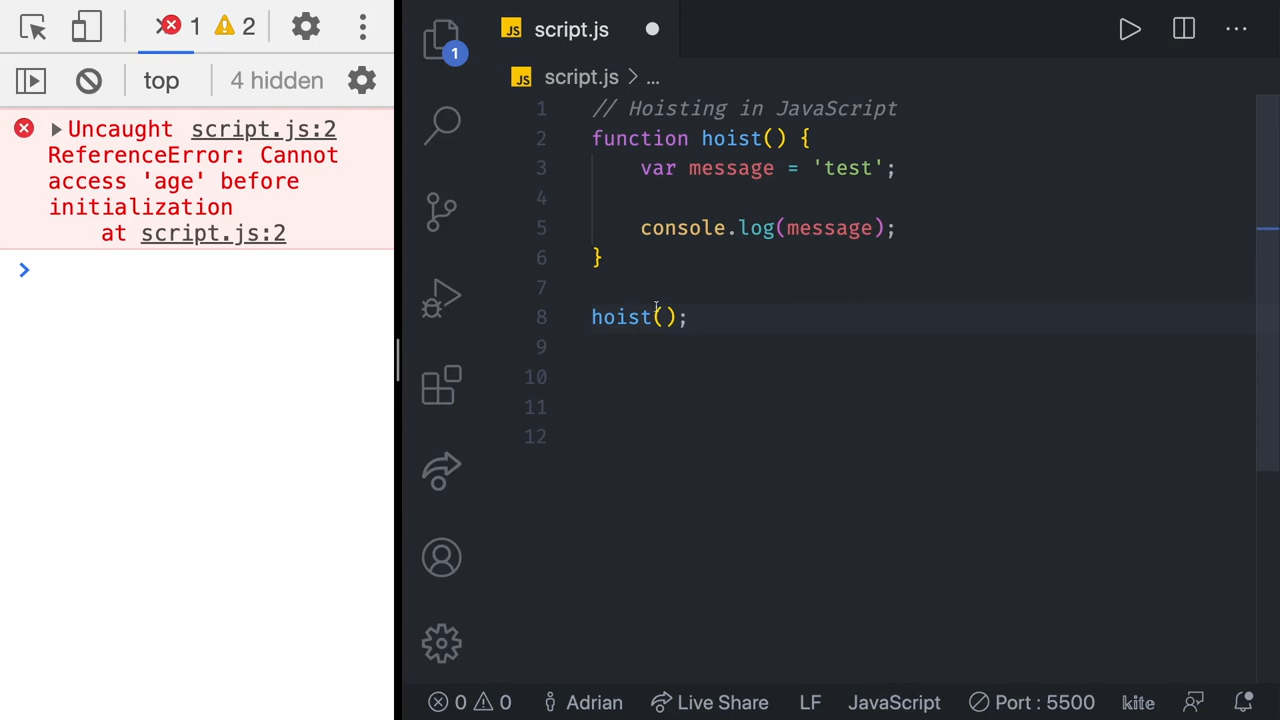 1 2
top 4 hidden
Uncaught script.js:2
ReferenceError: Cannot
access 'age' before
initialization
at script.js:2
>
1
JS script.js
JS script.js > ...
1 // Hoisting in JavaScript
2 function hoist() {
3 var message = 'test';
4
5 console.log(message);
6 }
7
8 hoist();
9
10
11
12
0 0 Adrian Live Share LF JavaScript Port : 5500 kite